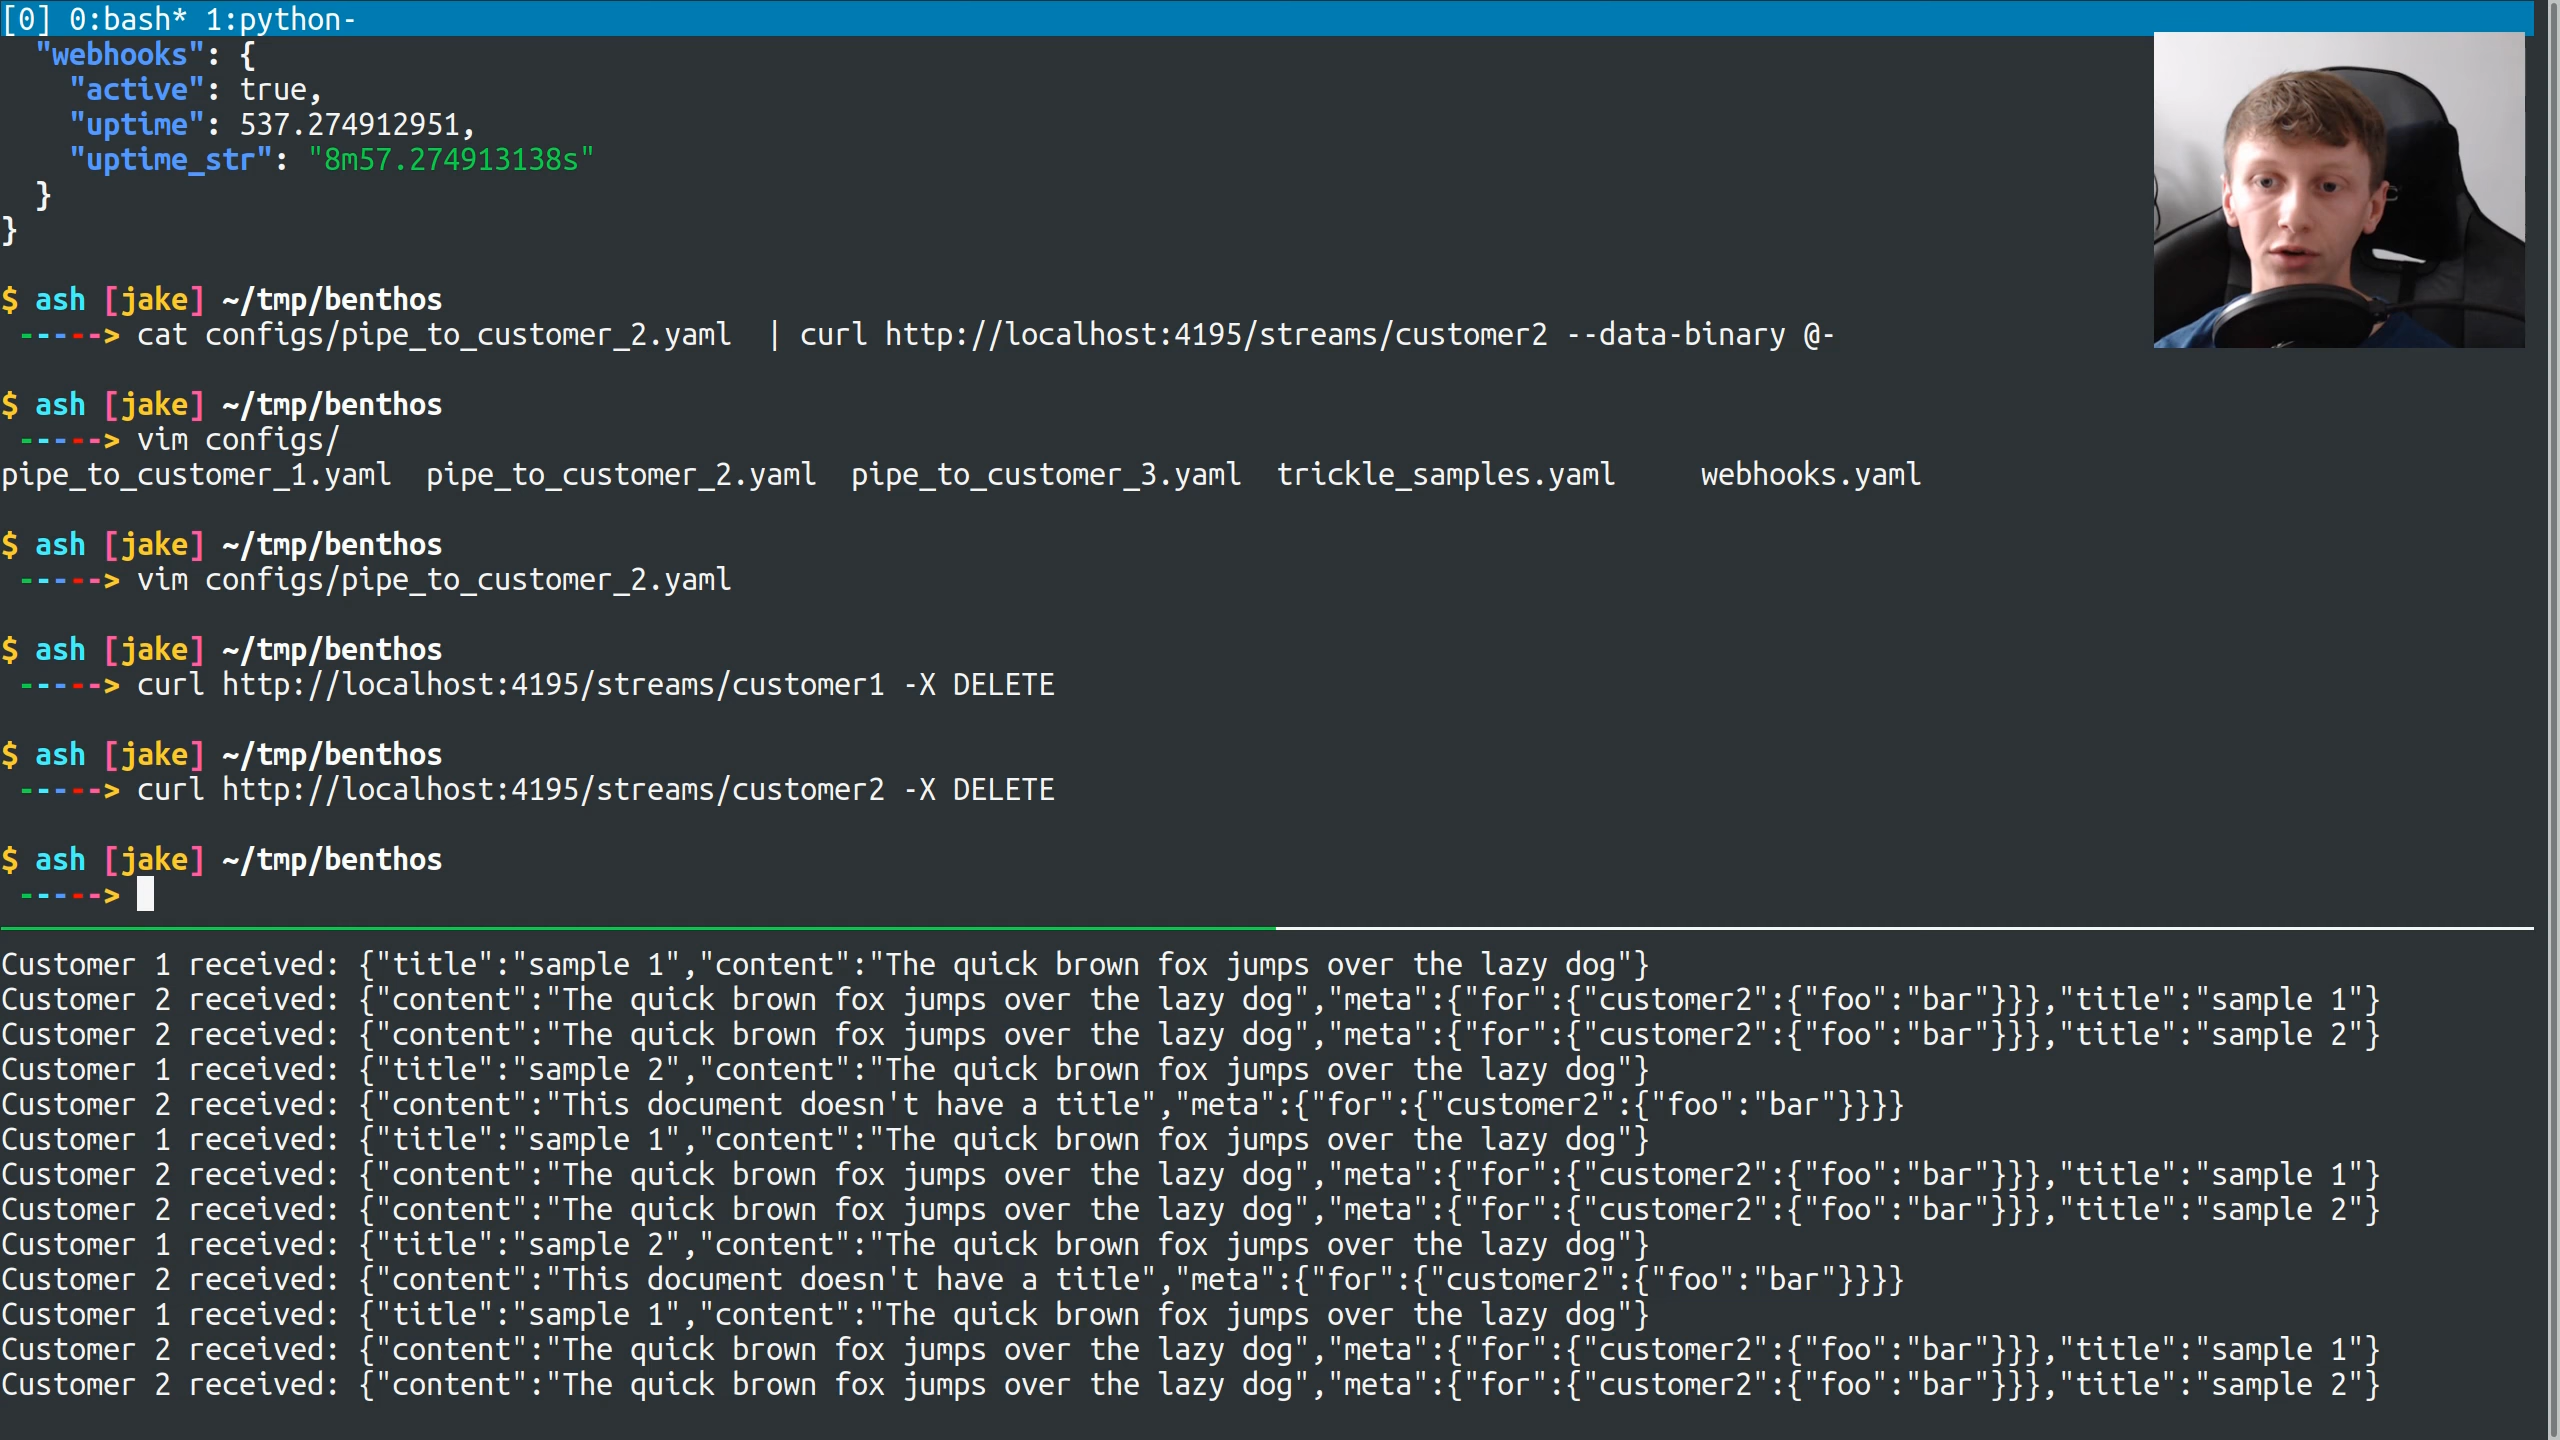 [0] 0:bash* 1:python-
"webhooks": {
"active": true,
"uptime": 537.274912951,
"uptime_str": "8m57.274913138s"
}
}
$ ash [jake] ~/tmp/benthos
-----> cat configs/pipe_to_customer_2.yaml  | curl http://localhost:4195/streams/customer2 --data-binary @-
$ ash [jake] ~/tmp/benthos
-----> vim configs/
pipe_to_customer_1.yaml  pipe_to_customer_2.yaml  pipe_to_customer_3.yaml  trickle_samples.yaml     webhooks.yaml
$ ash [jake] ~/tmp/benthos
-----> vim configs/pipe_to_customer_2.yaml
$ ash [jake] ~/tmp/benthos
-----> curl http://localhost:4195/streams/customer1 -X DELETE
$ ash [jake] ~/tmp/benthos
-----> curl http://localhost:4195/streams/customer2 -X DELETE
$ ash [jake] ~/tmp/benthos
----->
Customer 1 received: {"title":"sample 1","content":"The quick brown fox jumps over the lazy dog"}
Customer 2 received: {"content":"The quick brown fox jumps over the lazy dog","meta":{"for":{"customer2":{"foo":"bar"}}},"title":"sample 1"}
Customer 2 received: {"content":"The quick brown fox jumps over the lazy dog","meta":{"for":{"customer2":{"foo":"bar"}}},"title":"sample 2"}
Customer 1 received: {"title":"sample 2","content":"The quick brown fox jumps over the lazy dog"}
Customer 2 received: {"content":"This document doesn't have a title","meta":{"for":{"customer2":{"foo":"bar"}}}}
Customer 1 received: {"title":"sample 1","content":"The quick brown fox jumps over the lazy dog"}
Customer 2 received: {"content":"The quick brown fox jumps over the lazy dog","meta":{"for":{"customer2":{"foo":"bar"}}},"title":"sample 1"}
Customer 2 received: {"content":"The quick brown fox jumps over the lazy dog","meta":{"for":{"customer2":{"foo":"bar"}}},"title":"sample 2"}
Customer 1 received: {"title":"sample 2","content":"The quick brown fox jumps over the lazy dog"}
Customer 2 received: {"content":"This document doesn't have a title","meta":{"for":{"customer2":{"foo":"bar"}}}}
Customer 1 received: {"title":"sample 1","content":"The quick brown fox jumps over the lazy dog"}
Customer 2 received: {"content":"The quick brown fox jumps over the lazy dog","meta":{"for":{"customer2":{"foo":"bar"}}},"title":"sample 1"}
Customer 2 received: {"content":"The quick brown fox jumps over the lazy dog","meta":{"for":{"customer2":{"foo":"bar"}}},"title":"sample 2"}